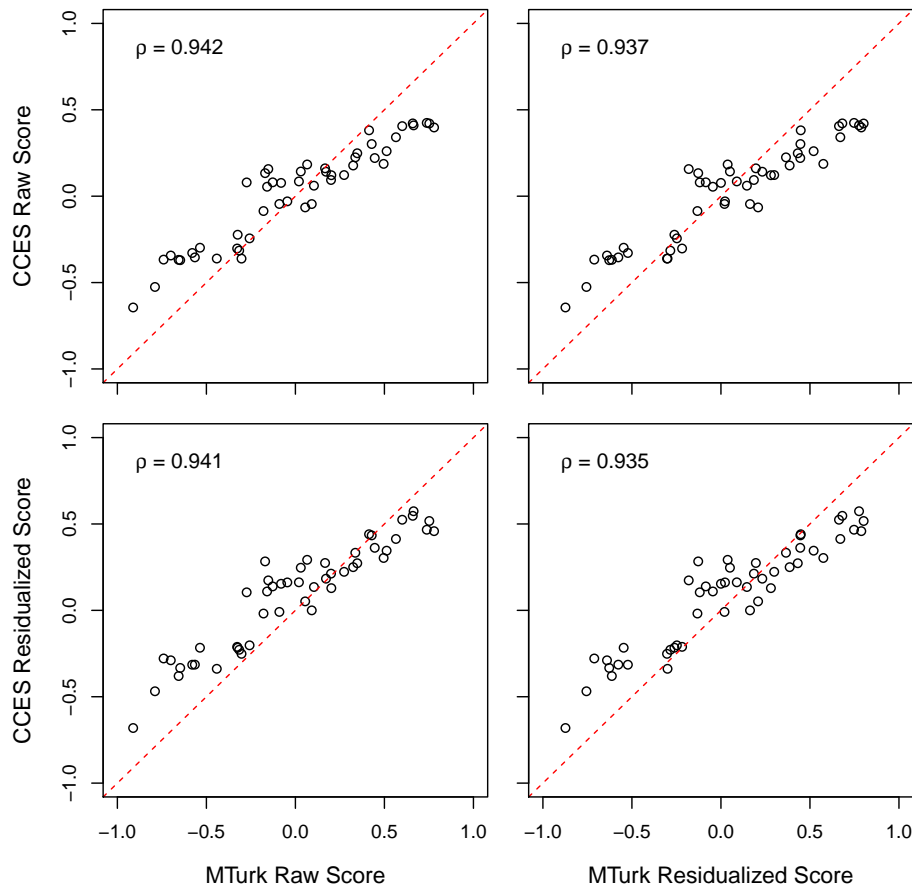 ρ = 0.942
ρ = 0.937
CCES Raw Score
1.0
0.5
0.0
−0.5
−1.0
ρ = 0.941
ρ = 0.935
CCES Residualized Score
1.0
0.5
0.0
−0.5
−1.0
−1.0 −0.5 0.0 0.5 1.0
−1.0 −0.5 0.0 0.5 1.0
MTurk Raw Score
MTurk Residualized Score